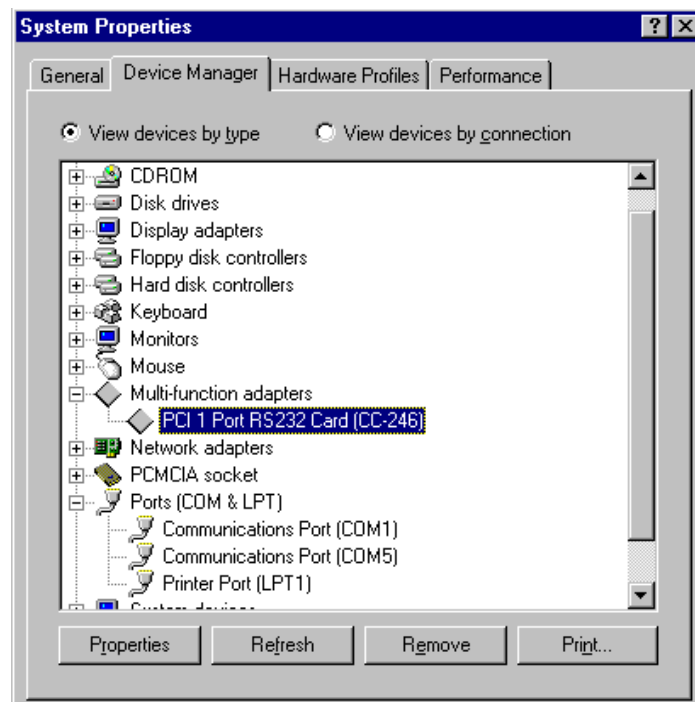 System Properties
General Device Manager Hardware Profiles Performance
View devices by type View devices by connection
CDROM
Disk drives
Display adapters
Floppy disk controllers
Hard disk controllers
Keyboard
Monitors
Mouse
Multi-function adapters
PCI 1 Port RS232 Card (CC-246)
Network adapters
PCMCIA socket
Ports (COM & LPT)
Communications Port (COM1)
Communications Port (COM5)
Printer Port (LPT1)
System devices
Properties Refresh Remove Print...